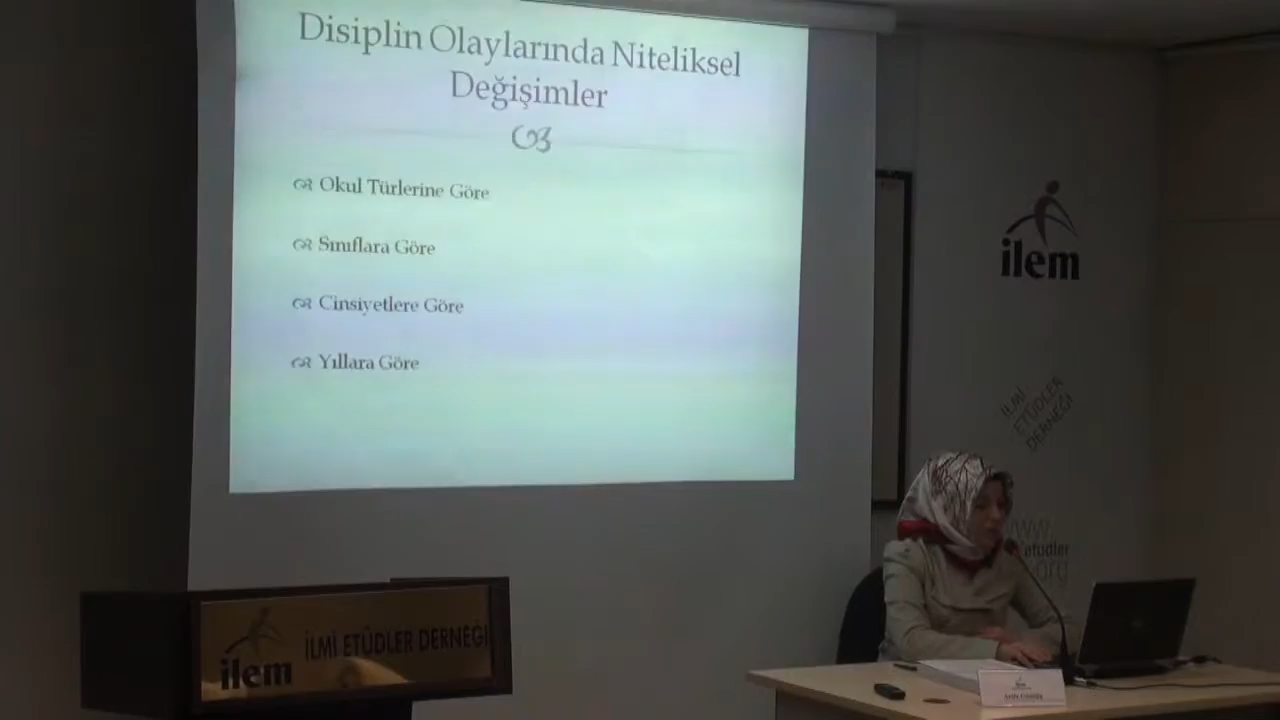 Disiplin Olaylarında Niteliksel
Değişimler
Okul Türlerine Göre
Sınıflara Göre
Cinsiyetlere Göre
Yıllara Göre
ilem
İLMİ
ETÜDLER
DERNEĞİ
www.
etudler
.org
ilem
İLMİ ETÜDLER DERNEĞİ
ilem